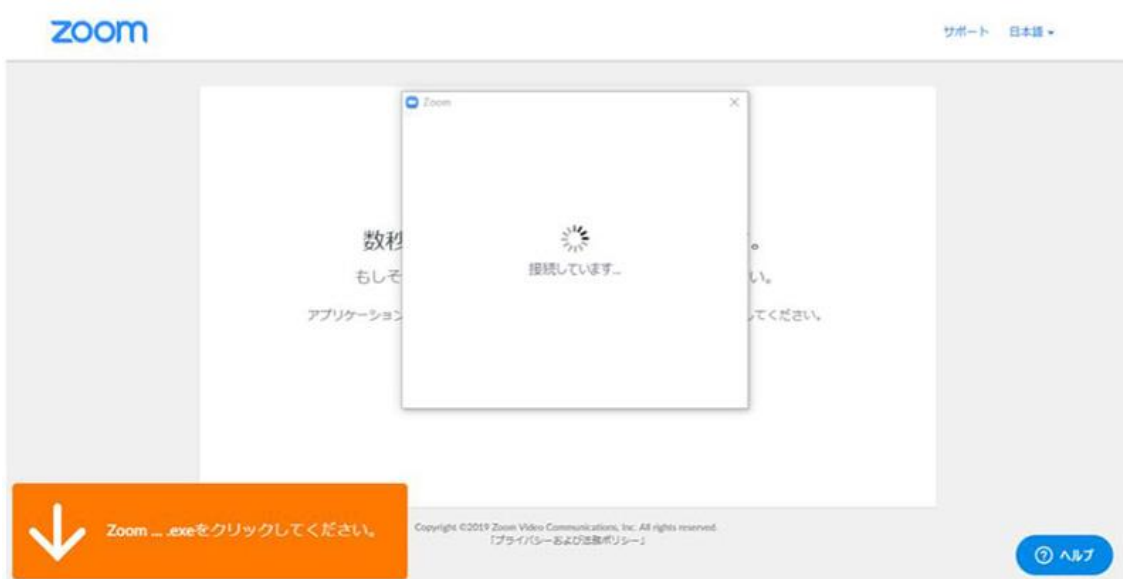 zoom
サポート 日本語
Zoom
数秒
。
もしそ
い。
接続しています...
アプリケーション
してください。
Zoom ... .exeをクリックしてください。
Copyright ©2019 Zoom Video Communications, Inc. All rights reserved.
「プライバシーおよび法務ポリシー」
ヘルプ